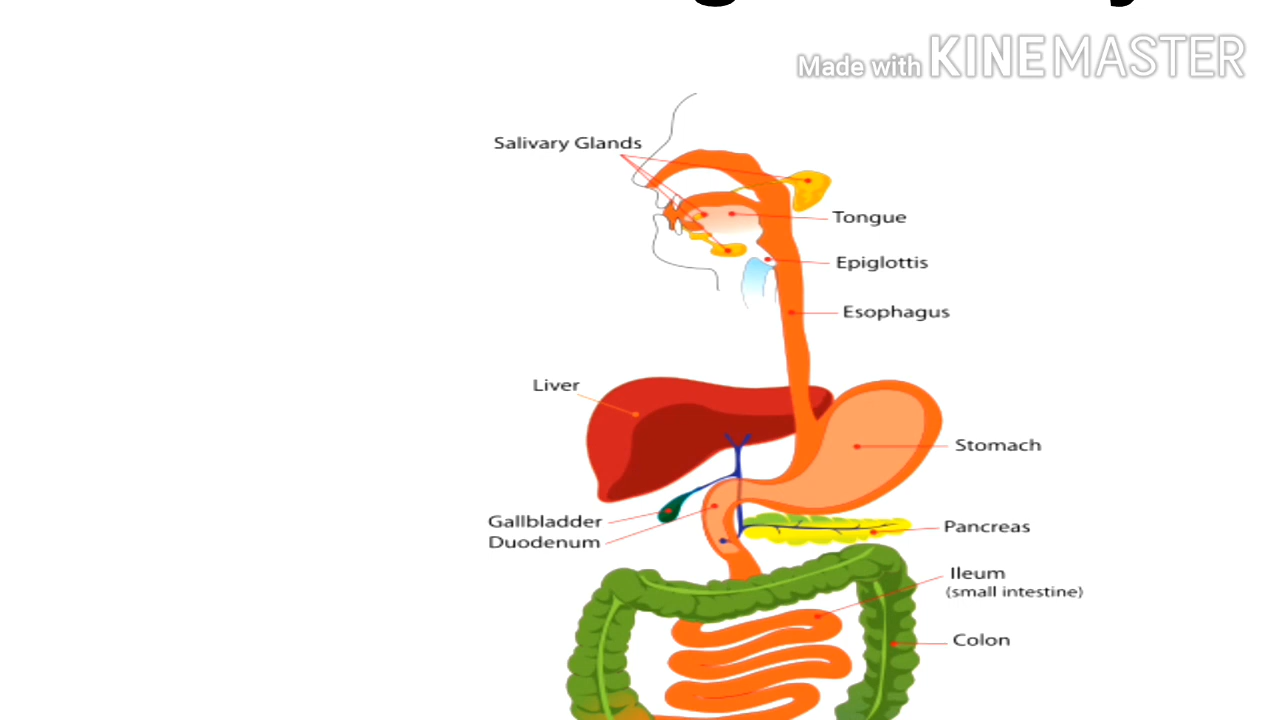 Made with KINEMASTER
Salivary Glands
Tongue
Epiglottis
Esophagus
Liver
Stomach
Gallbladder
Duodenum
Pancreas
Ileum
(small intestine)
Colon